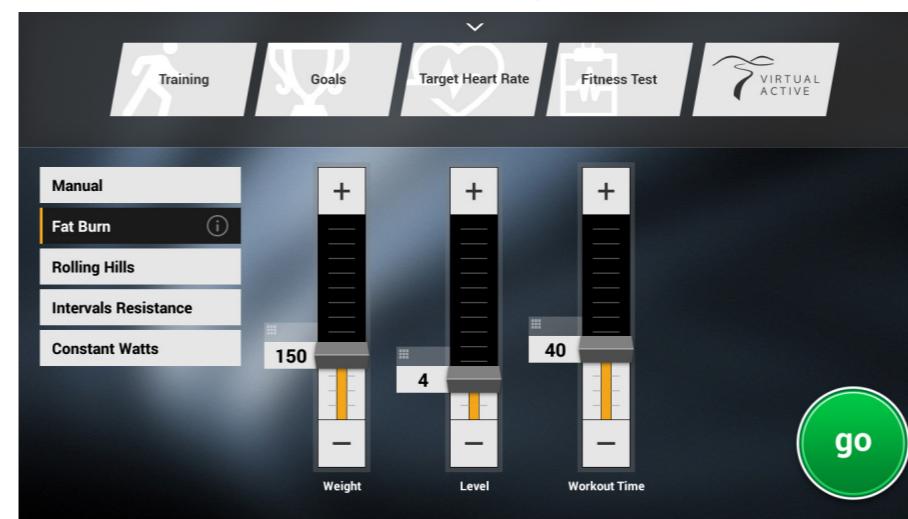 Training
Goals
Target Heart Rate
Fitness Test
VIRTUAL
ACTIVE
Manual
Fat Burn
Rolling Hills
Intervals Resistance
Constant Watts
+
+
+
150
4
40
−
−
−
Weight
Level
Workout Time
go